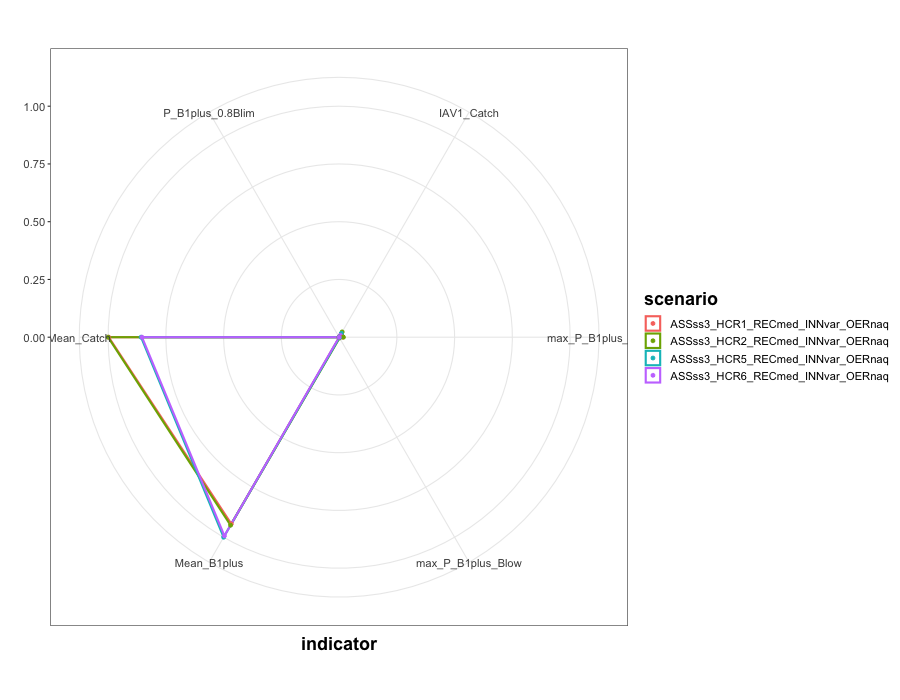 P_B1plus_0.8Blim
IAV1_Catch
1.00
0.75
0.50
0.25
0.00
Mean_Catch
max_P_B1plus_
Mean_B1plus
max_P_B1plus_Blow
indicator
scenario
ASSss3_HCR1_RECmed_INNvar_OERnaq
ASSss3_HCR2_RECmed_INNvar_OERnaq
ASSss3_HCR5_RECmed_INNvar_OERnaq
ASSss3_HCR6_RECmed_INNvar_OERnaq